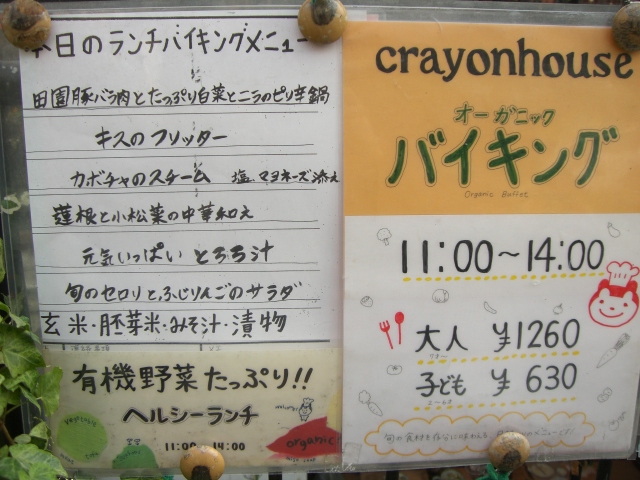 本日のランチバイキングメニュー
田園豚バラ肉とたっぷり白菜とニラのピリ辛鍋
キスのフリッター
カボチャのスチーム 塩、マヨネーズ添え
蓮根と小松菜の中華和え
元気いっぱい とろろ汁
旬のセロリとふじりんごのサラダ
玄米・胚芽米・みそ汁・漬物
有機野菜たっぷり!!
ヘルシーランチ
11:00~14:00
organic!
crayonhouse
オーガニック
バイキング
Organic Buffet
11:00~14:00
大人 ¥1260
子ども ¥630